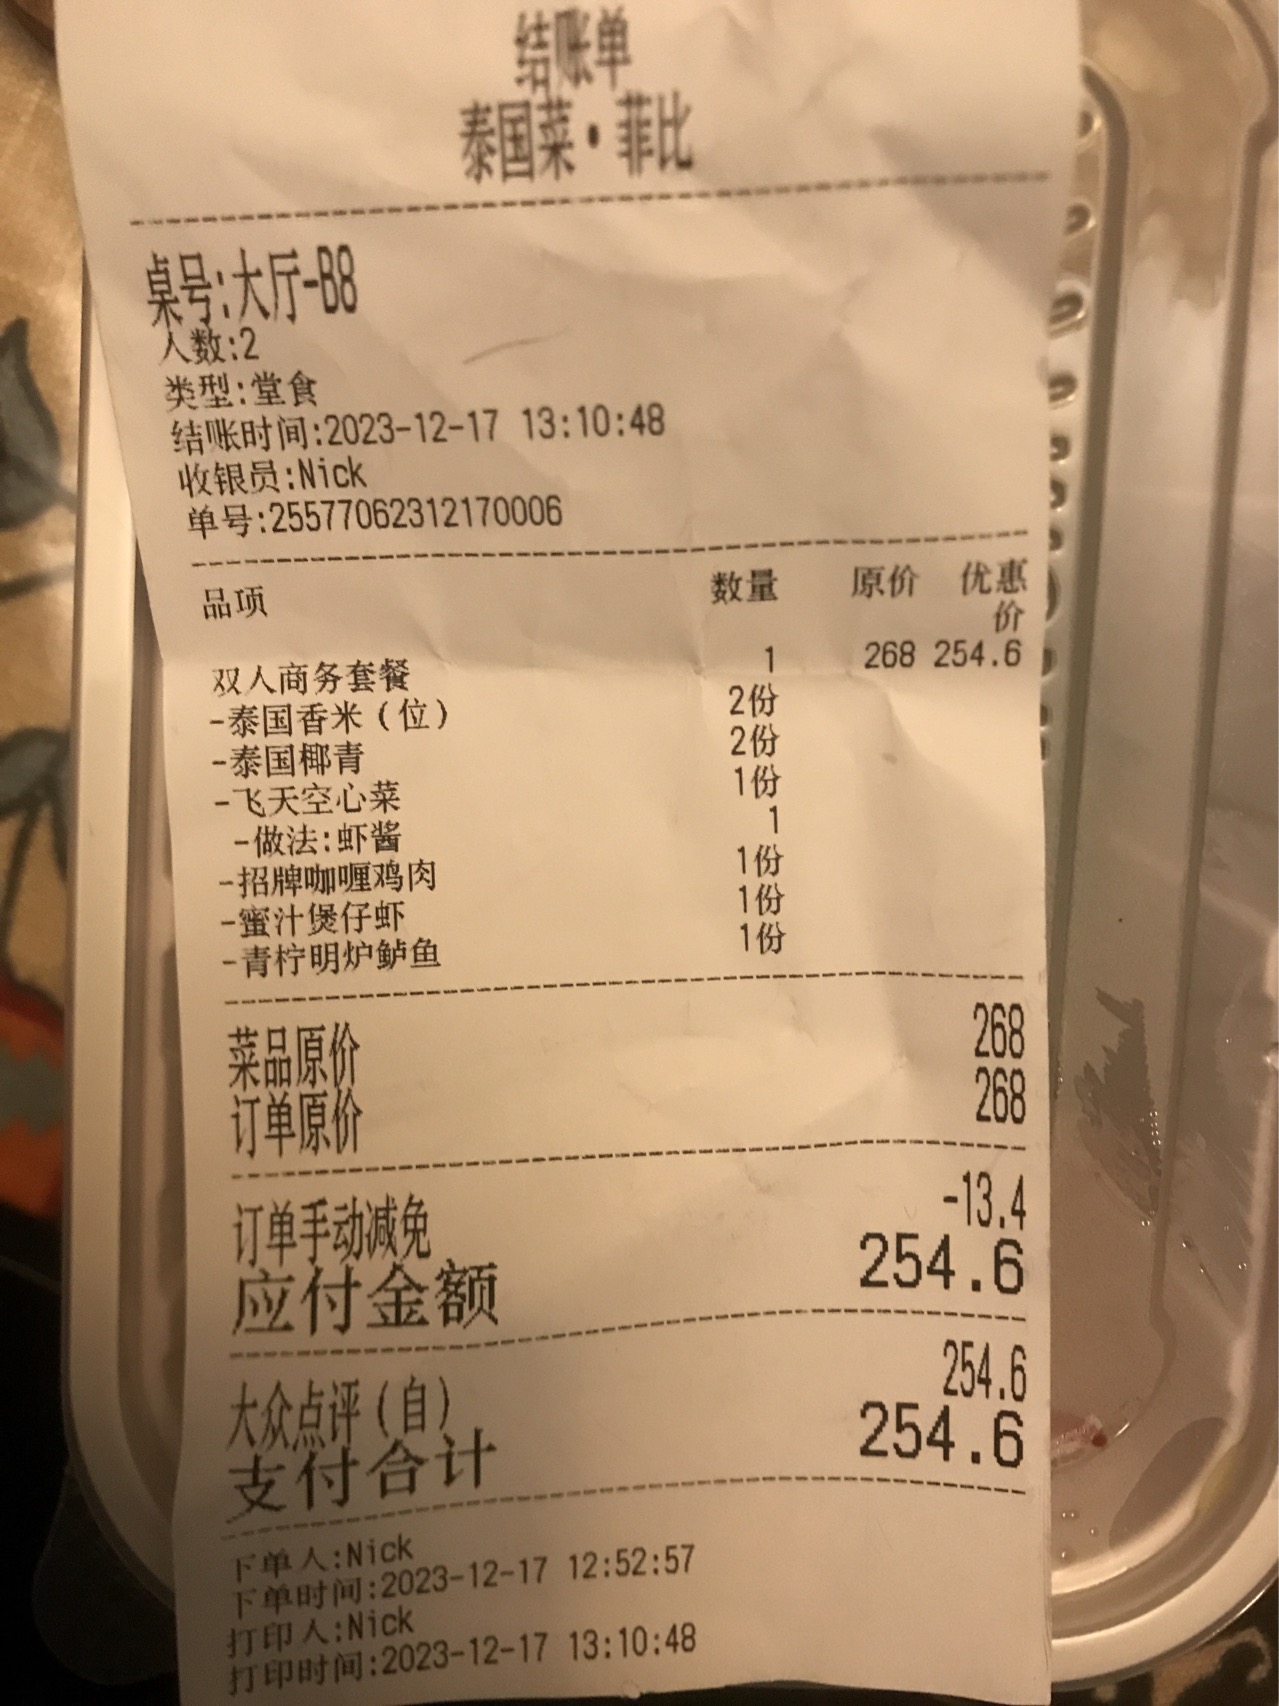 结账单
泰国菜·菲比
桌号:大厅-B8
人数:2
类型:堂食
结账时间:2023-12-17 13:10:48
收银员:Nick
单号:25577062312170006
品项 数量 原价 优惠价
双人商务套餐 1 268 254.6
-泰国香米(位) 2份
-泰国椰青 2份
-飞天空心菜 1份
-做法:虾酱 1
-招牌咖喱鸡肉 1份
-蜜汁煲仔虾 1份
-青柠明炉鲈鱼 1份
菜品原价 268
订单原价 268
订单手动减免 -13.4
应付金额 254.6
大众点评(自) 254.6
支付合计 254.6
下单人:Nick
下单时间:2023-12-17 12:52:57
打印人:Nick
打印时间:2023-12-17 13:10:48